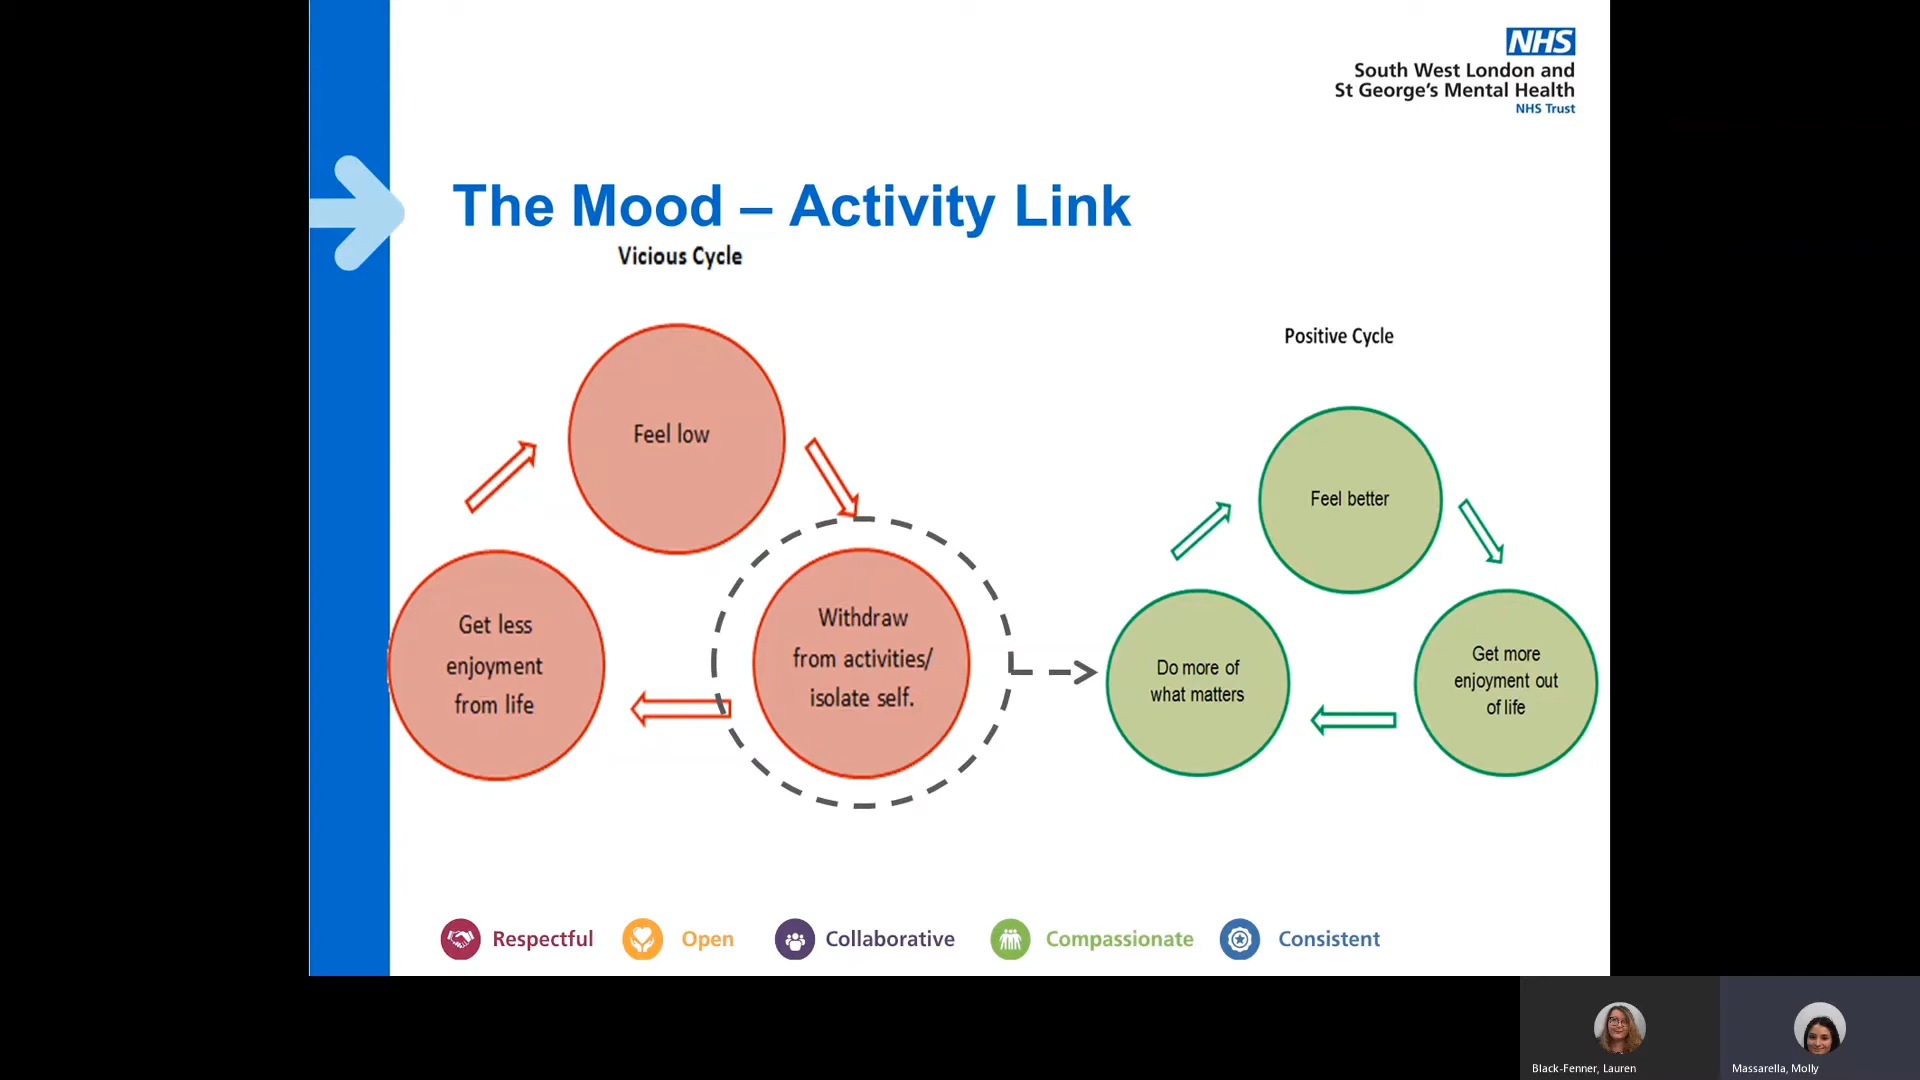 NHS
South West London and
St George's Mental Health
NHS Trust
The Mood – Activity Link
Vicious Cycle
Feel low
Withdraw
from activities/
isolate self.
Get less
enjoyment
from life
Positive Cycle
Feel better
Get more
enjoyment out
of life
Do more of
what matters
Respectful
Open
Collaborative
Compassionate
Consistent
Black-Fenner, Lauren
Massarella, Molly